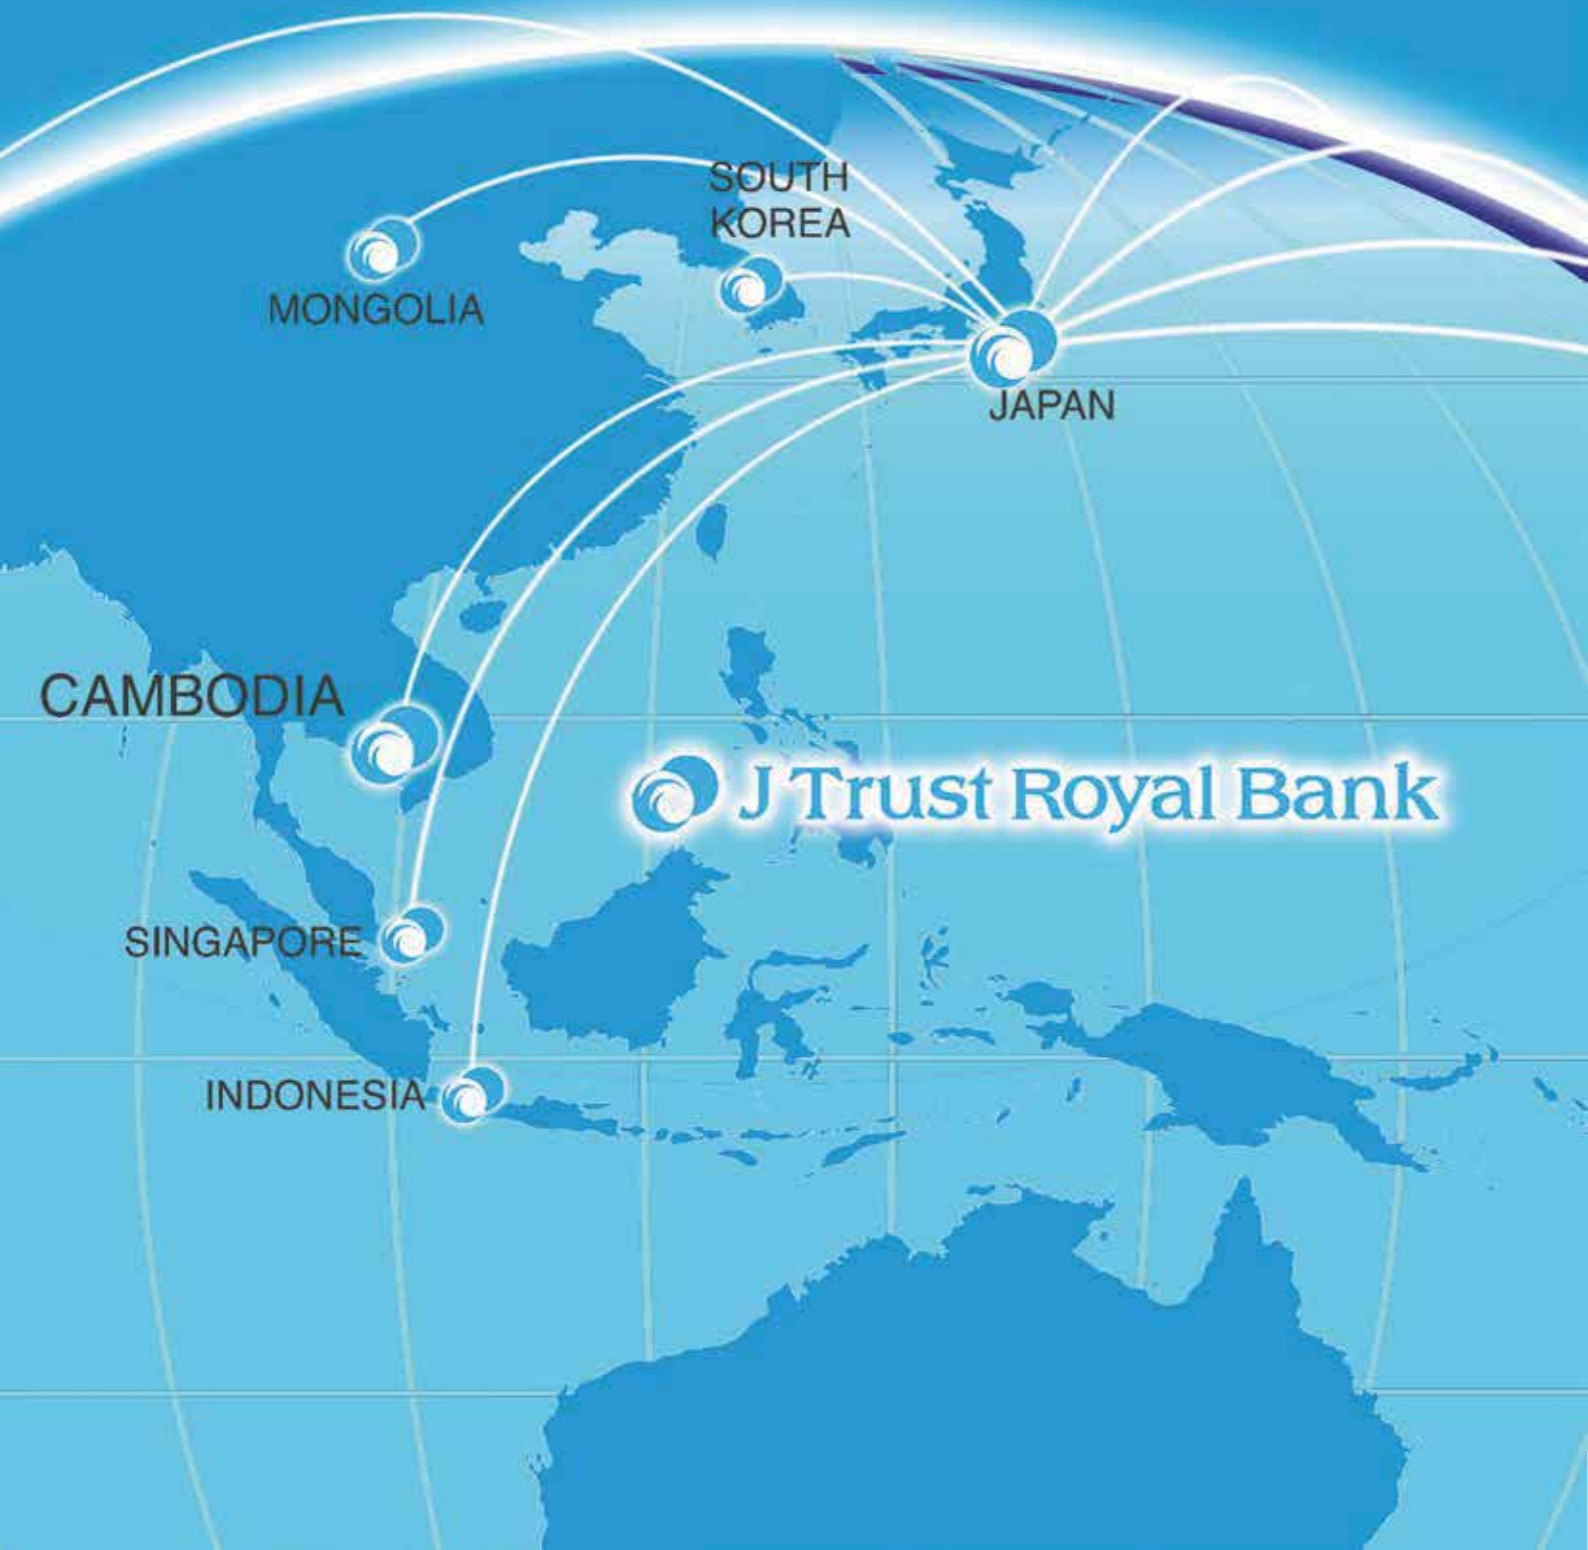 SOUTH
KOREA
MONGOLIA
JAPAN
CAMBODIA
J Trust Royal Bank
SINGAPORE
INDONESIA